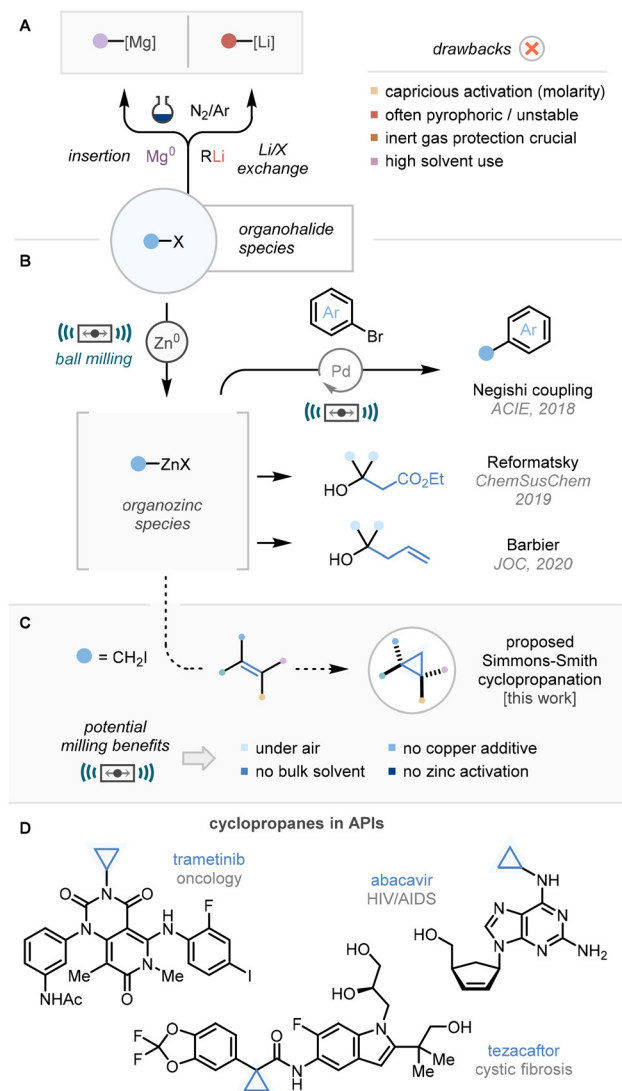 A
[Mg]
[Li]
N2/Ar
insertion
Mg0
RLi
Li/X
exchange
drawbacks
capricious activation (molarity)
often pyrophoric / unstable
inert gas protection crucial
high solvent use
X
organohalide
species
B
Zn0
ball milling
Ar
Br
Pd
Ar
Negishi coupling
ACIE, 2018
ZnX
organozinc
species
HO
CO2Et
Reformatsky
ChemSusChem
2019
HO
Barbier
JOC, 2020
C
= CH2I
proposed
Simmons-Smith
cyclopropanation
[this work]
potential
milling benefits
under air
no copper additive
no bulk solvent
no zinc activation
D
cyclopropanes in APIs
trametinib
oncology
O
N
O
N
NH
F
Me
N
Me
I
O
NHAc
abacavir
HIV/AIDS
NH
N
N
HO
N
N
NH2
HO
HO
F
N
OH
O
O
F
F
O
N
H
Me
Me
tezacaftor
cystic fibrosis